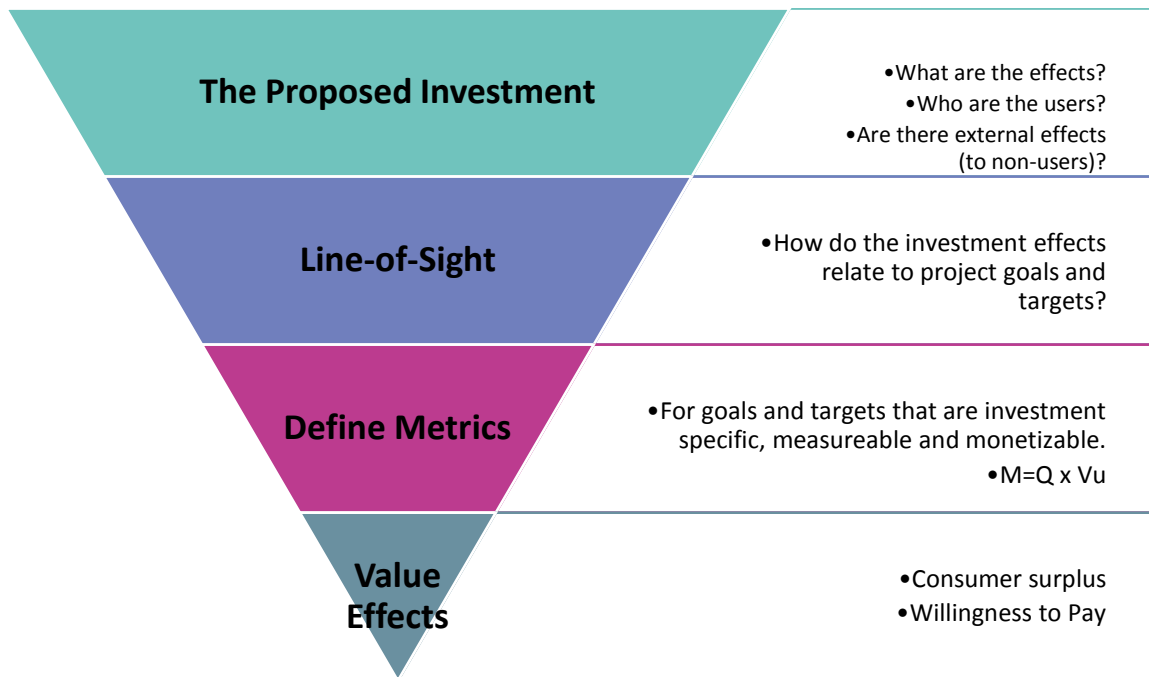 The Proposed Investment
•What are the effects?
•Who are the users?
•Are there external effects
(to non-users)?
Line-of-Sight
•How do the investment effects
relate to project goals and
targets?
Define Metrics
•For goals and targets that are investment
specific, measureable and monetizable.
•M=Q x Vu
Value
Effects
•Consumer surplus
•Willingness to Pay